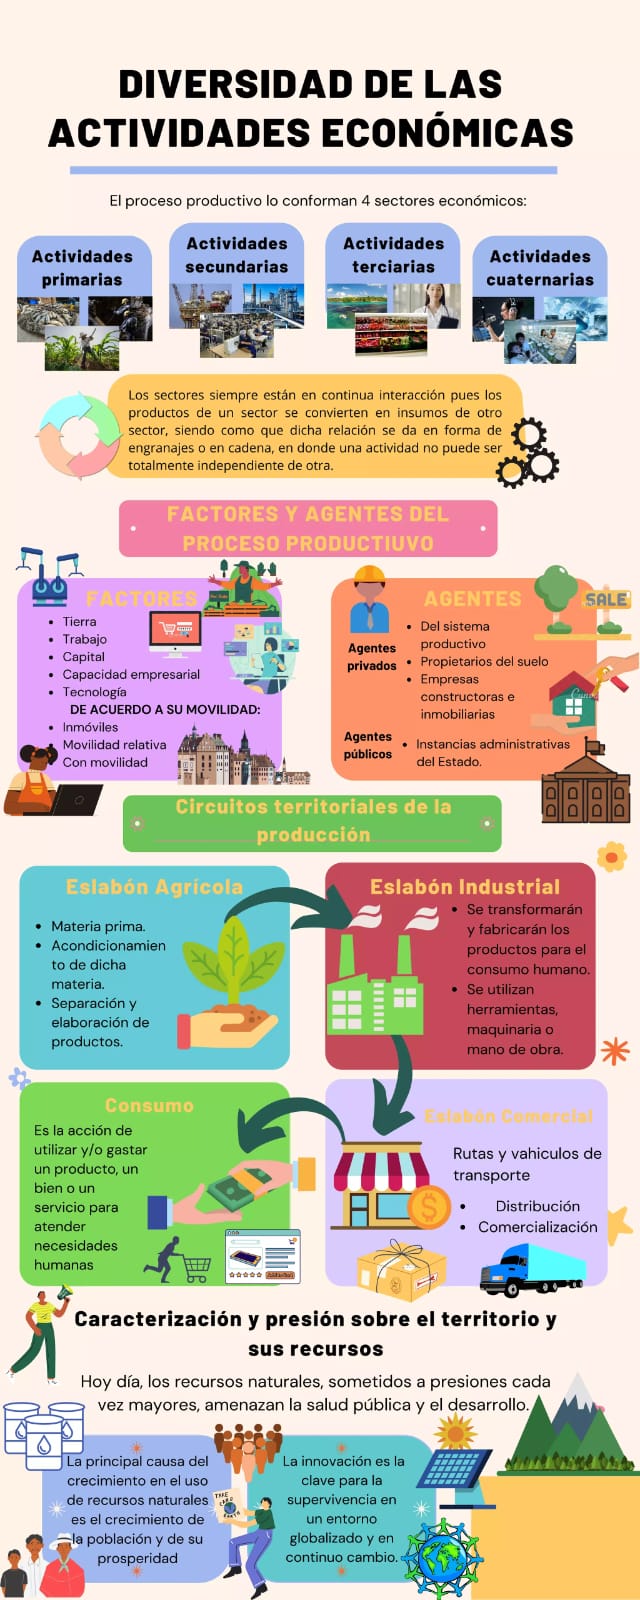 DIVERSIDAD DE LAS
ACTIVIDADES ECONÓMICAS
El proceso productivo lo conforman 4 sectores económicos:
Actividades
primarias
Actividades
secundarias
Actividades
terciarias
Actividades
cuaternarias
Los sectores siempre están en continua interacción pues los
productos de un sector se convierten en insumos de otro
sector, siendo como que dicha relación se da en forma de
engranajes o en cadena, en donde una actividad no puede ser
totalmente independiente de otra.
FACTORES Y AGENTES DEL
PROCESO PRODUCTIUVO
FACTORES
• Tierra
• Trabajo
• Capital
• Capacidad empresarial
• Tecnología
DE ACUERDO A SU MOVILIDAD:
• Inmóviles
• Movilidad relativa
• Con movilidad
AGENTES
SALE
Agentes
privados
• Del sistema
productivo
• Propietarios del suelo
• Empresas
constructoras e
inmobiliarias
Agentes
públicos
• Instancias administrativas
del Estado.
Circuitos territoriales de la
producción
Eslabón Agrícola
• Materia prima.
• Acondicionamien
to de dicha
materia.
• Separación y
elaboración de
productos.
Eslabón Industrial
• Se transformarán
y fabricarán los
productos para el
consumo humano.
• Se utilizan
herramientas,
maquinaria o
mano de obra.
Consumo
Es la acción de
utilizar y/o gastar
un producto, un
bien o un
servicio para
atender
necesidades
humanas
Eslabón Comercial
Rutas y vahiculos de
transporte
• Distribución
• Comercialización
Caracterización y presión sobre el territorio y
sus recursos
Hoy día, los recursos naturales, sometidos a presiones cada
vez mayores, amenazan la salud pública y el desarrollo.
La principal causa del
crecimiento en el uso
de recursos naturales
es el crecimiento de
la población y de su
prosperidad
La innovación es la
clave para la
supervivencia en
un entorno
globalizado y en
continuo cambio.